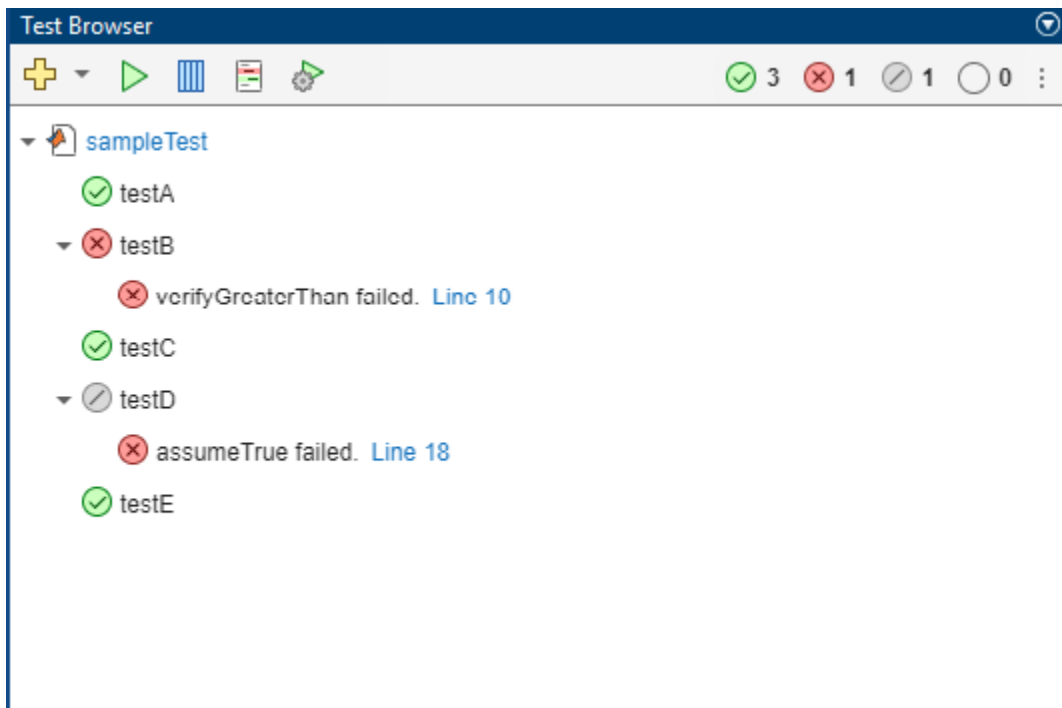 Test Browser
3 1 1 0
sampleTest
testA
testB
verifyGreaterThan failed. Line 10
testC
testD
assumeTrue failed. Line 18
testE